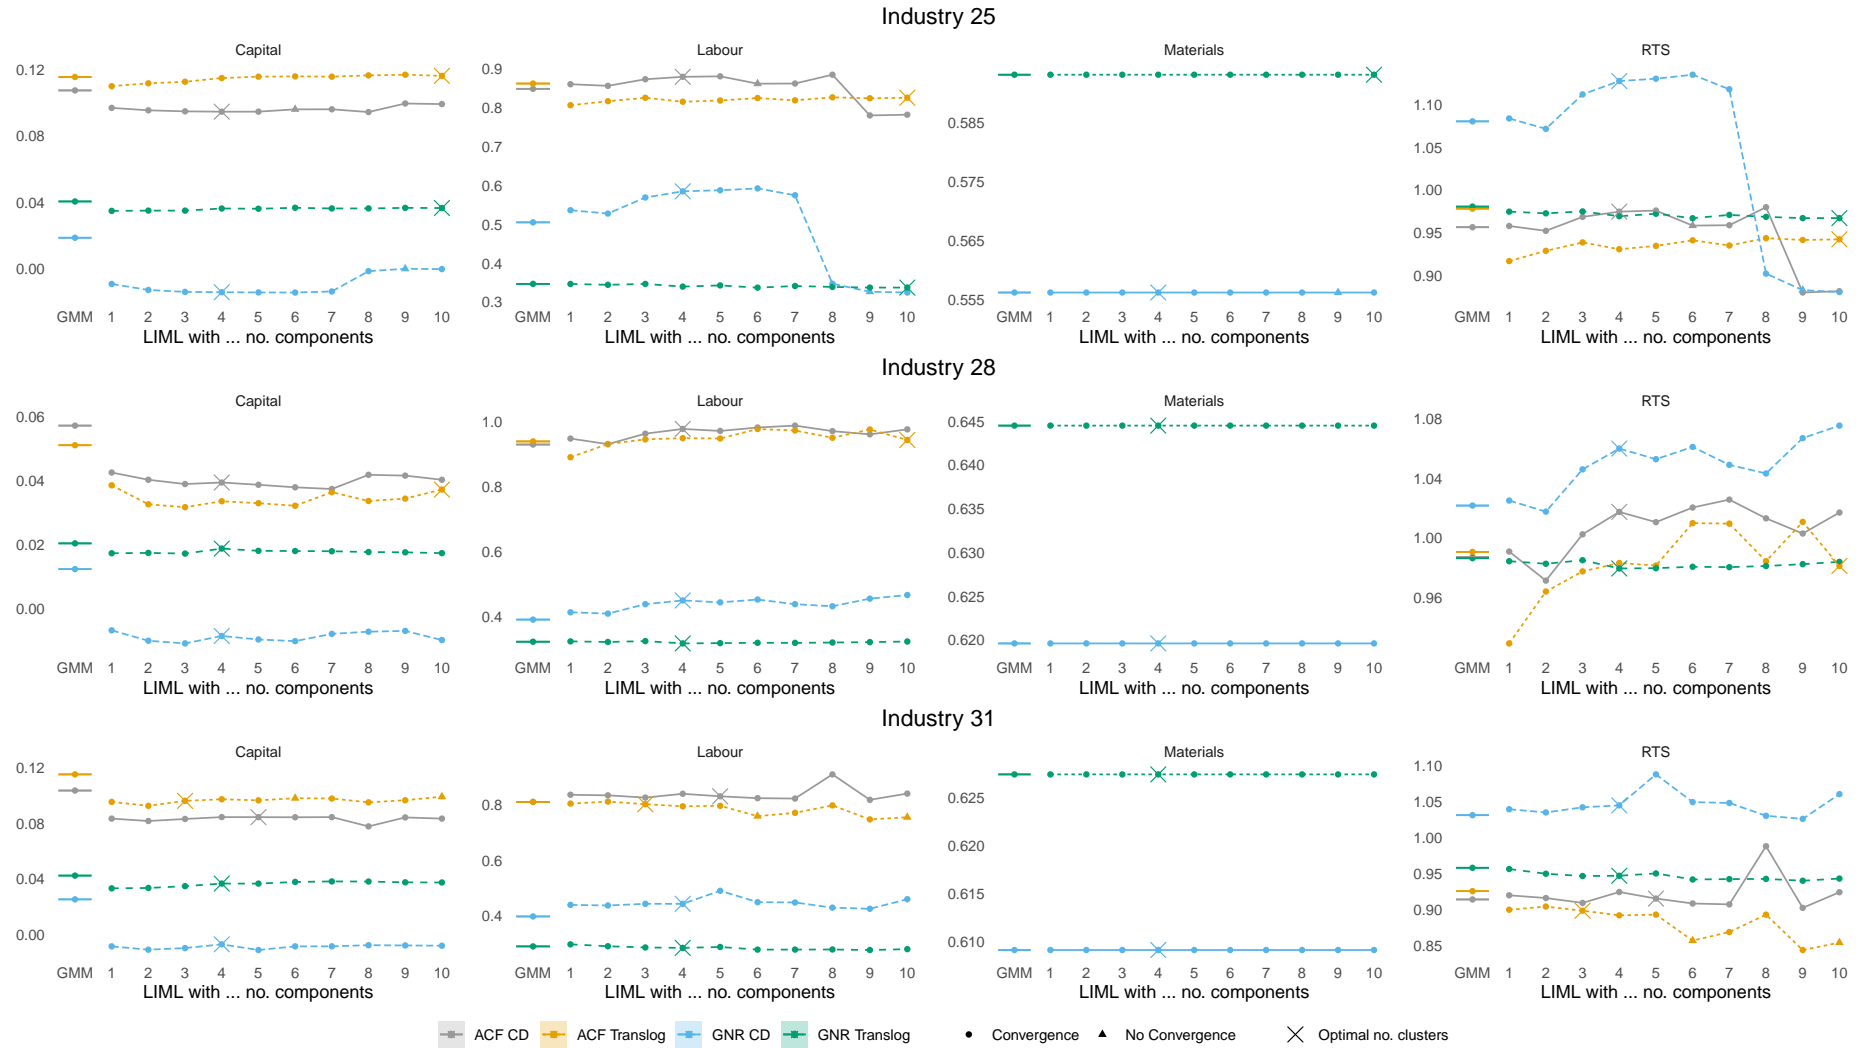 Industry 25
Capital
Labour
Materials
RTS
0.12
0.08
0.04
0.00
0.9
0.8
0.7
0.6
0.5
0.4
0.3
0.585
0.575
0.565
0.555
1.10
1.05
1.00
0.95
0.90
GMM 1 2 3 4 5 6 7 8 9 10
GMM 1 2 3 4 5 6 7 8 9 10
GMM 1 2 3 4 5 6 7 8 9 10
GMM 1 2 3 4 5 6 7 8 9 10
LIML with ... no. components
LIML with ... no. components
LIML with ... no. components
LIML with ... no. components
Industry 28
Capital
Labour
Materials
RTS
0.06
0.04
0.02
0.00
1.0
0.8
0.6
0.4
0.645
0.640
0.635
0.630
0.625
0.620
1.08
1.04
1.00
0.96
GMM 1 2 3 4 5 6 7 8 9 10
GMM 1 2 3 4 5 6 7 8 9 10
GMM 1 2 3 4 5 6 7 8 9 10
GMM 1 2 3 4 5 6 7 8 9 10
LIML with ... no. components
LIML with ... no. components
LIML with ... no. components
LIML with ... no. components
Industry 31
Capital
Labour
Materials
RTS
0.12
0.08
0.04
0.00
0.8
0.6
0.4
0.625
0.620
0.615
0.610
1.10
1.05
1.00
0.95
0.90
0.85
GMM 1 2 3 4 5 6 7 8 9 10
GMM 1 2 3 4 5 6 7 8 9 10
GMM 1 2 3 4 5 6 7 8 9 10
GMM 1 2 3 4 5 6 7 8 9 10
LIML with ... no. components
LIML with ... no. components
LIML with ... no. components
LIML with ... no. components
ACF CD ACF Translog GNR CD GNR Translog Convergence No Convergence Optimal no. clusters